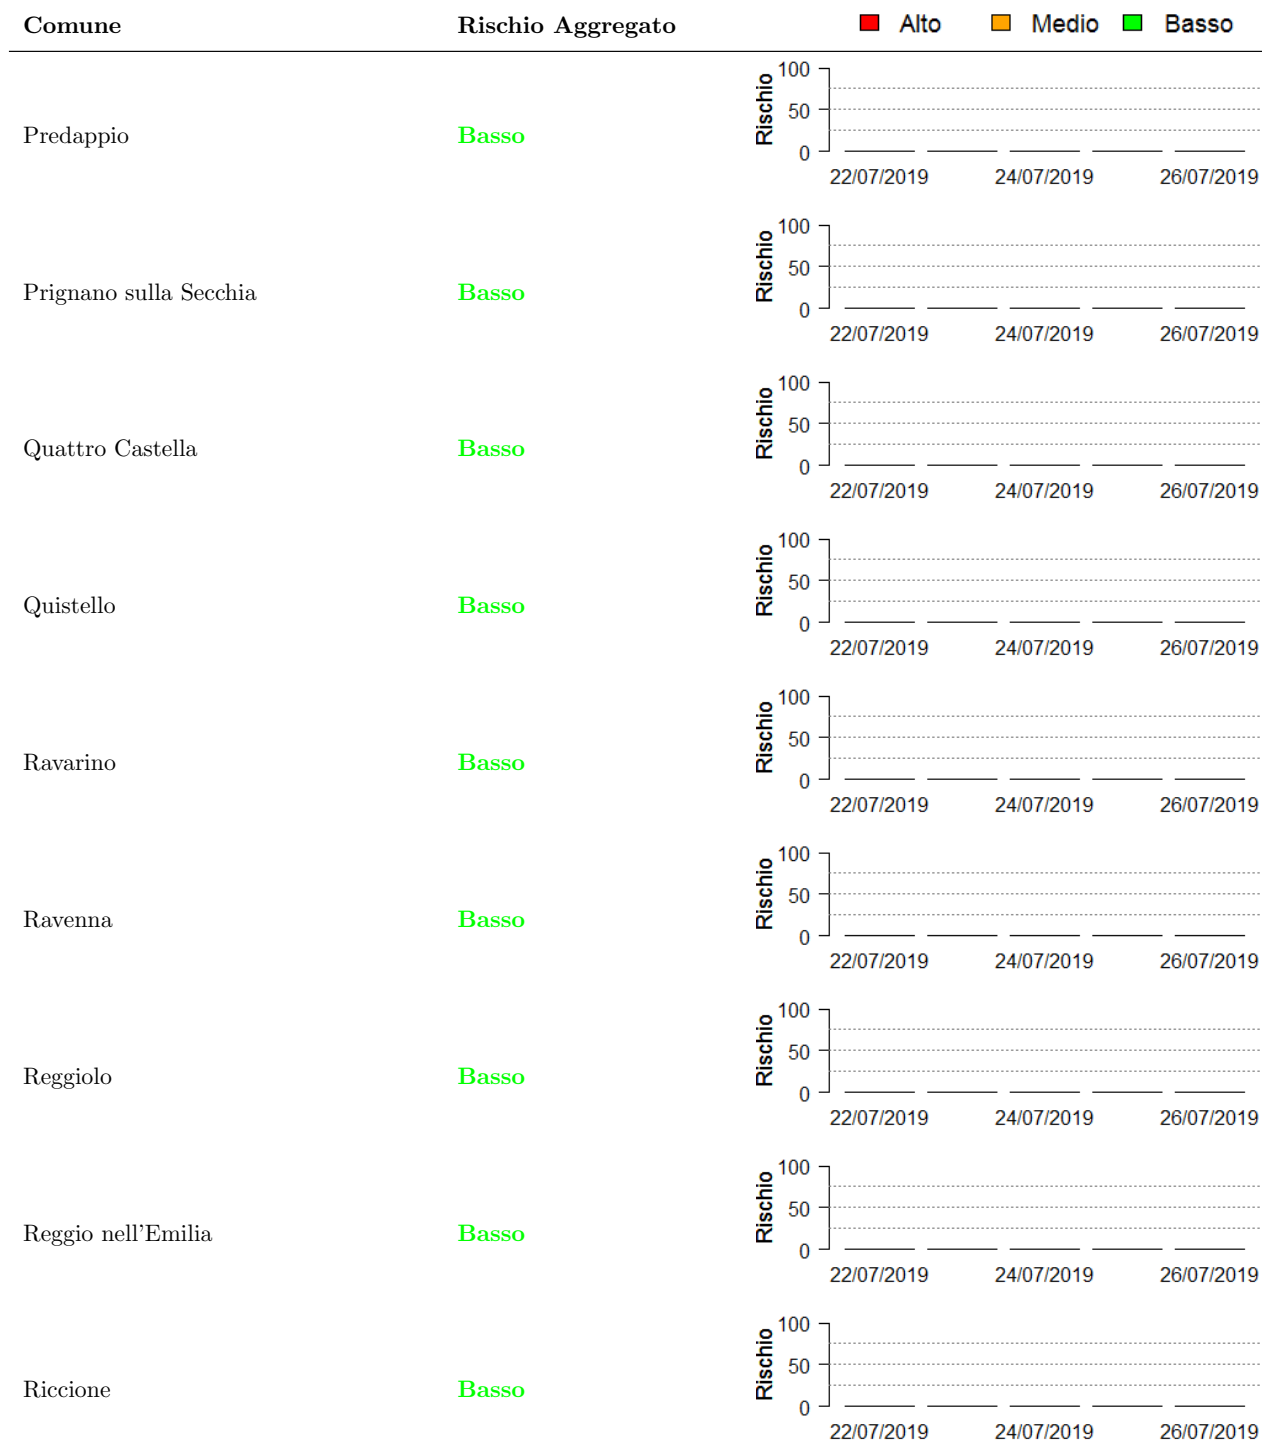 Comune Rischio Aggregato Alto Medio Basso
Predappio Basso Rischio 100 50 0
22/07/2019 24/07/2019 26/07/2019
Prignano sulla Secchia Basso Rischio 100 50 0
22/07/2019 24/07/2019 26/07/2019
Quattro Castella Basso Rischio 100 50 0
22/07/2019 24/07/2019 26/07/2019
Quistello Basso Rischio 100 50 0
22/07/2019 24/07/2019 26/07/2019
Ravarino Basso Rischio 100 50 0
22/07/2019 24/07/2019 26/07/2019
Ravenna Basso Rischio 100 50 0
22/07/2019 24/07/2019 26/07/2019
Reggiolo Basso Rischio 100 50 0
22/07/2019 24/07/2019 26/07/2019
Reggio nell'Emilia Basso Rischio 100 50 0
22/07/2019 24/07/2019 26/07/2019
Riccione Basso Rischio 100 50 0
22/07/2019 24/07/2019 26/07/2019